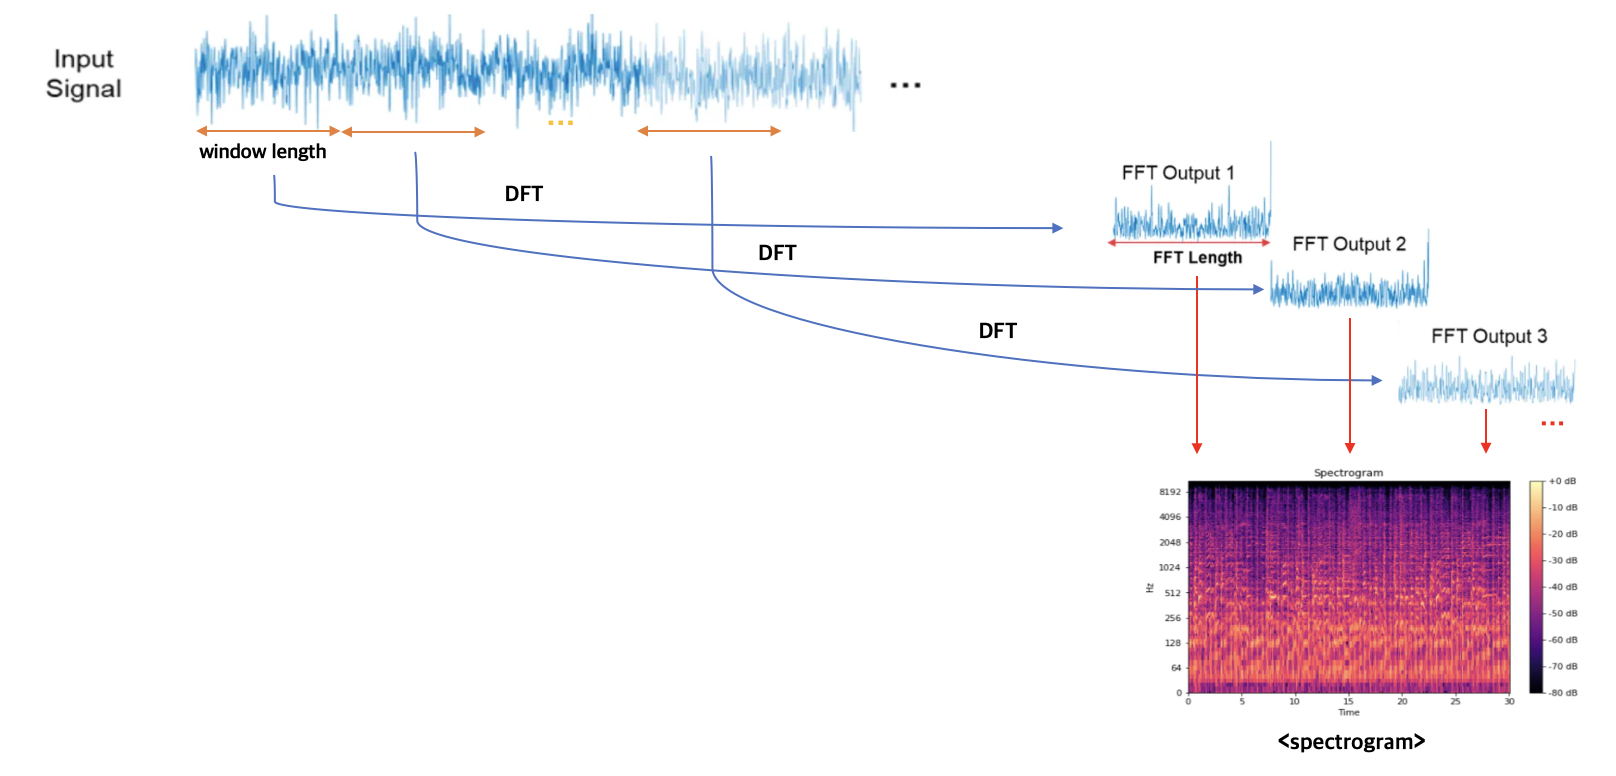 Input
Signal
...
...
window length
DFT
DFT
DFT
FFT Output 1
FFT Length
FFT Output 2
FFT Output 3
...
Spectrogram
8192
4096
2048
1024
512
256
128
64
0
Hz
0 5 10 15 20 25 30
Time
+0 dB
-10 dB
-20 dB
-30 dB
-40 dB
-50 dB
-60 dB
-70 dB
-80 dB
<spectrogram>